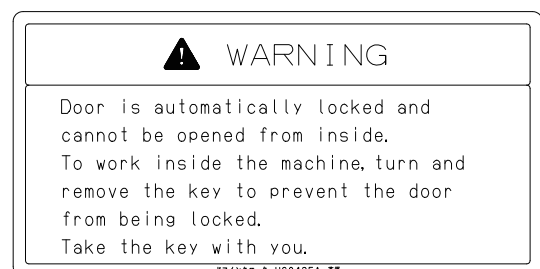 WARNING
Door is automatically locked and
cannot be opened from inside.
To work inside the machine, turn and
remove the key to prevent the door
from being locked.
Take the key with you.